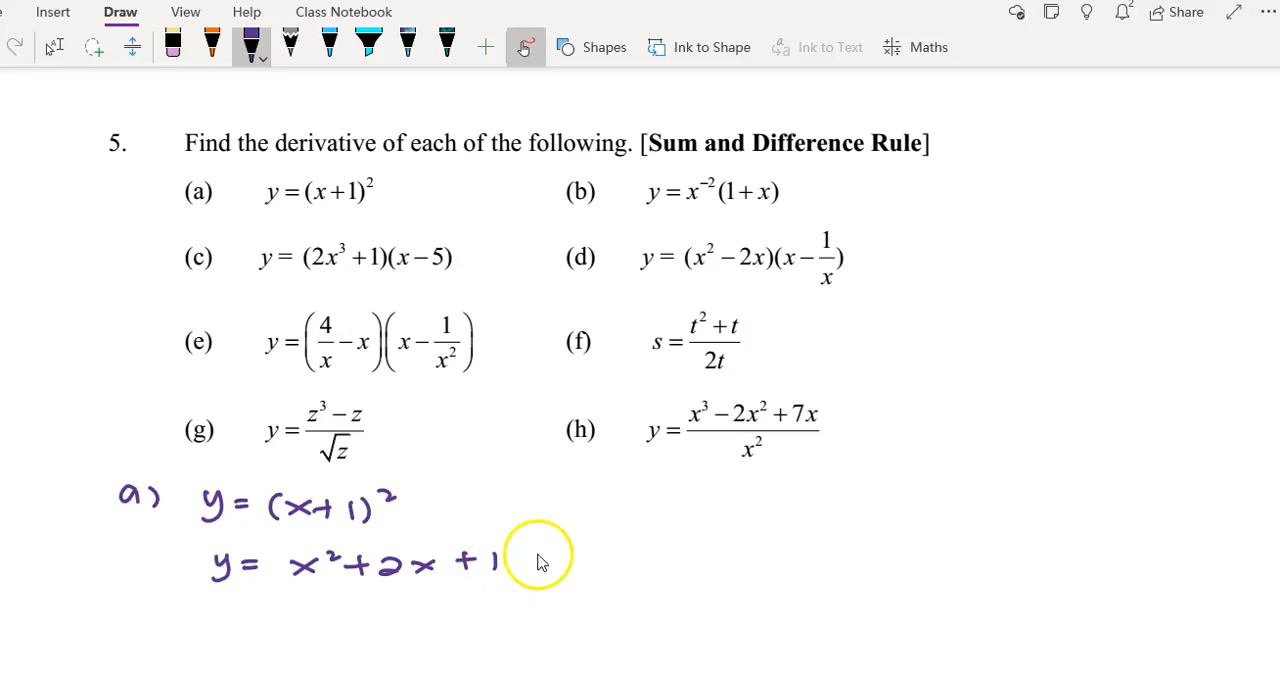 Insert Draw View Help Class Notebook 2 Share
Shapes Ink to Shape Ink to Text Maths
5. Find the derivative of each of the following. [Sum and Difference Rule]
(a) y = (x+1)² (b) y = x⁻²(1+x)
(c) y = (2x³ +1)(x−5) (d) y = (x² − 2x)(x − 1/x)
(e) y = (4/x − x)(x − 1/x²) (f) s = (t² + t)/2t
(g) y = (z³ − z)/√z (h) y = (x³ − 2x² + 7x)/x²
a) y = (x+1)²
y = x²+2x+1